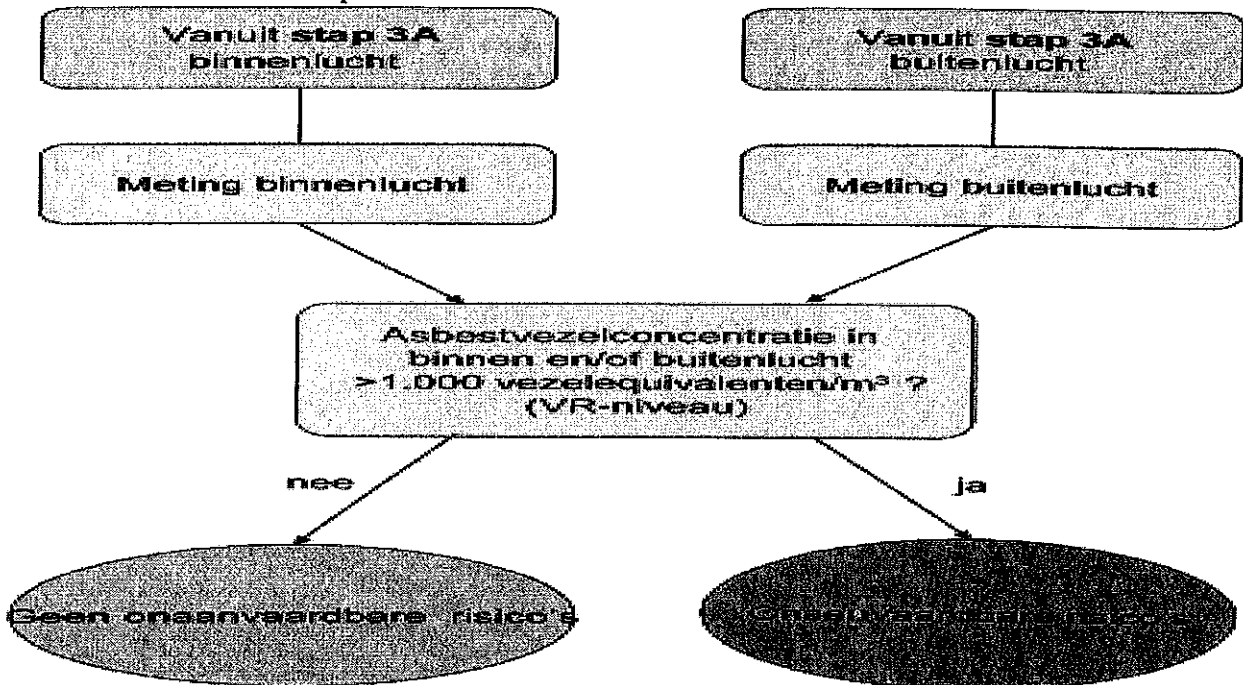 Vanuit stap 3A
binnenlucht
Vanuit stap 3A
buitenlucht
Meting binnenlucht
Meting buitenlucht
Asbestvezelconcentratie in
binnen en/of buitenlucht
>1.000 vezelequivalenten/m³ ?
(VR-niveau)
nee
ja
Geen onaanvaardbare risico's